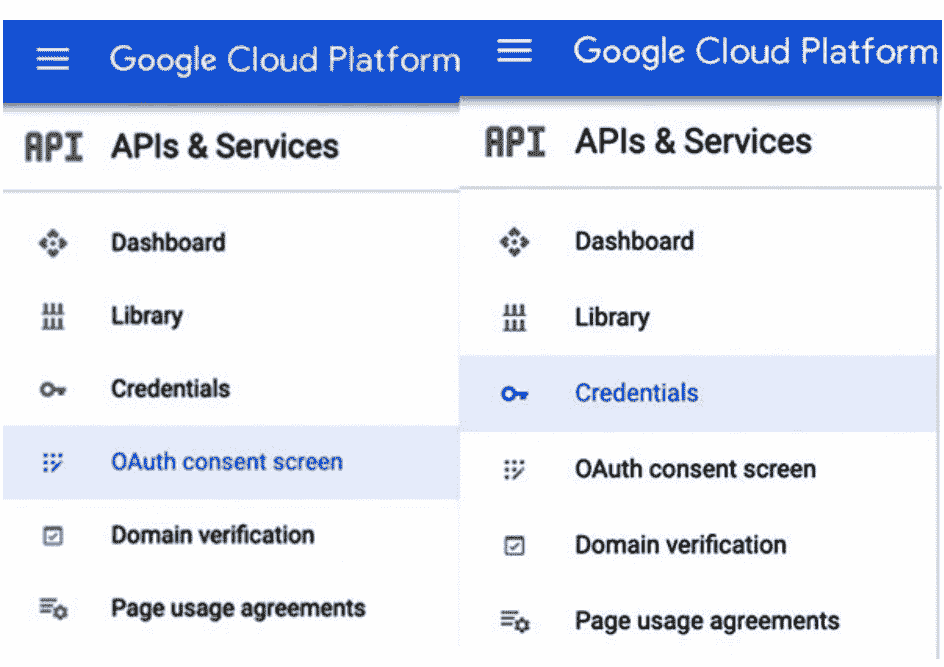 Google Cloud Platform
API APIs & Services
Dashboard
Library
Credentials
OAuth consent screen
Domain verification
Page usage agreements
Google Cloud Platform
API APIs & Services
Dashboard
Library
Credentials
OAuth consent screen
Domain verification
Page usage agreements